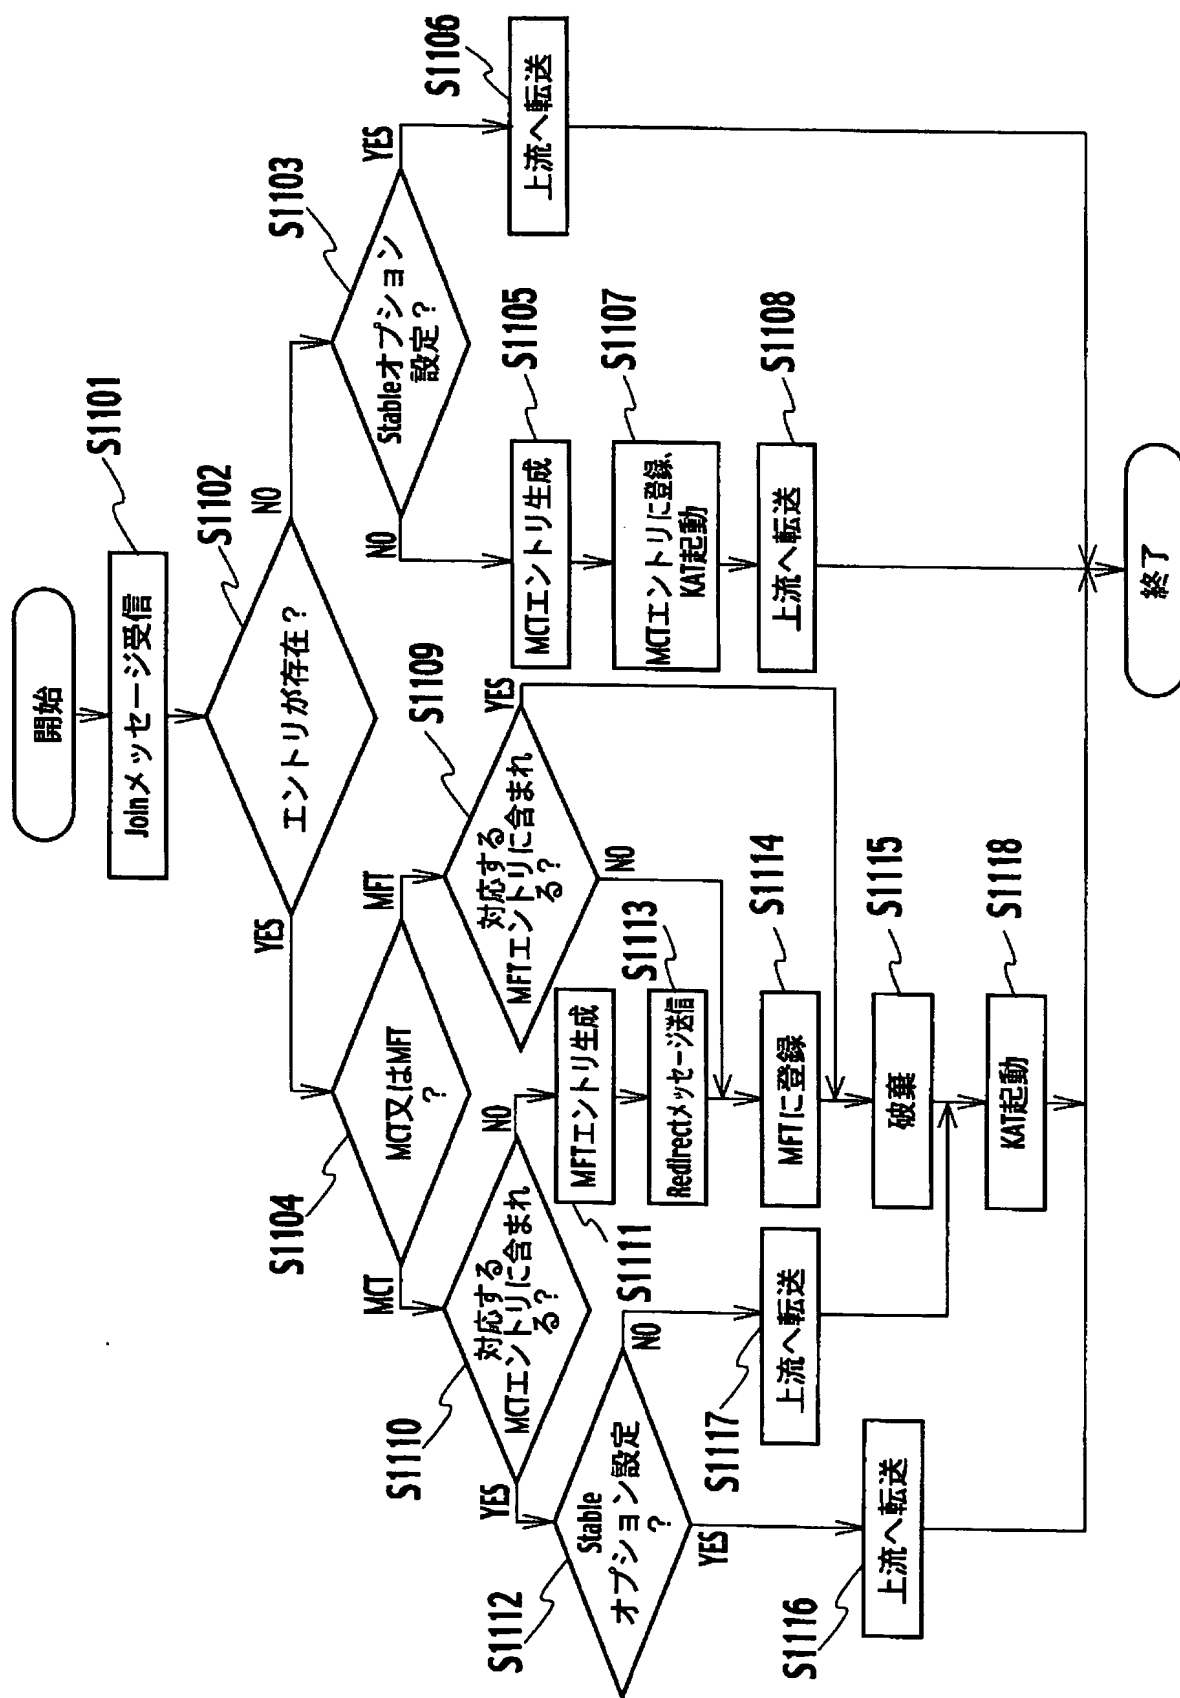 開始
Joinメッセージ受信
S1101
エントリが存在？
S1102
YES
NO
MCT又はMFT
？
S1104
Stableオプション
設定？
S1103
MCT
MFT
NO
YES
対応する
MCTエントリに含まれ
る？
S1110
対応する
MFTエントリに含まれ
る？
S1109
MCTエントリ生成
S1105
上流へ転送
S1106
YES
NO
YES
NO
Stable
オプション設定
？
S1112
MFTエントリ生成
S1111
MCTエントリに登録、
KAT起動
S1107
Redirectメッセージ送信
S1113
NO
YES
上流へ転送
S1117
MFTに登録
S1114
上流へ転送
S1108
上流へ転送
S1116
破棄
S1115
KAT起動
S1118
終了